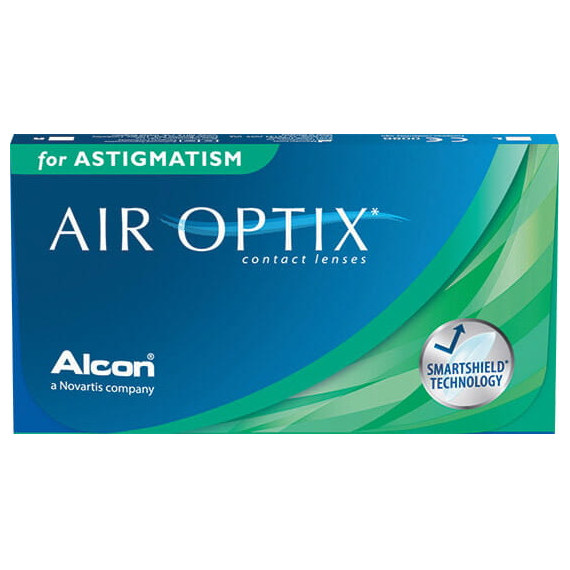 for ASTIGMATISM
AIR OPTIX*
contact lenses
Alcon®
a Novartis company
SMARTSHIELD*
TECHNOLOGY